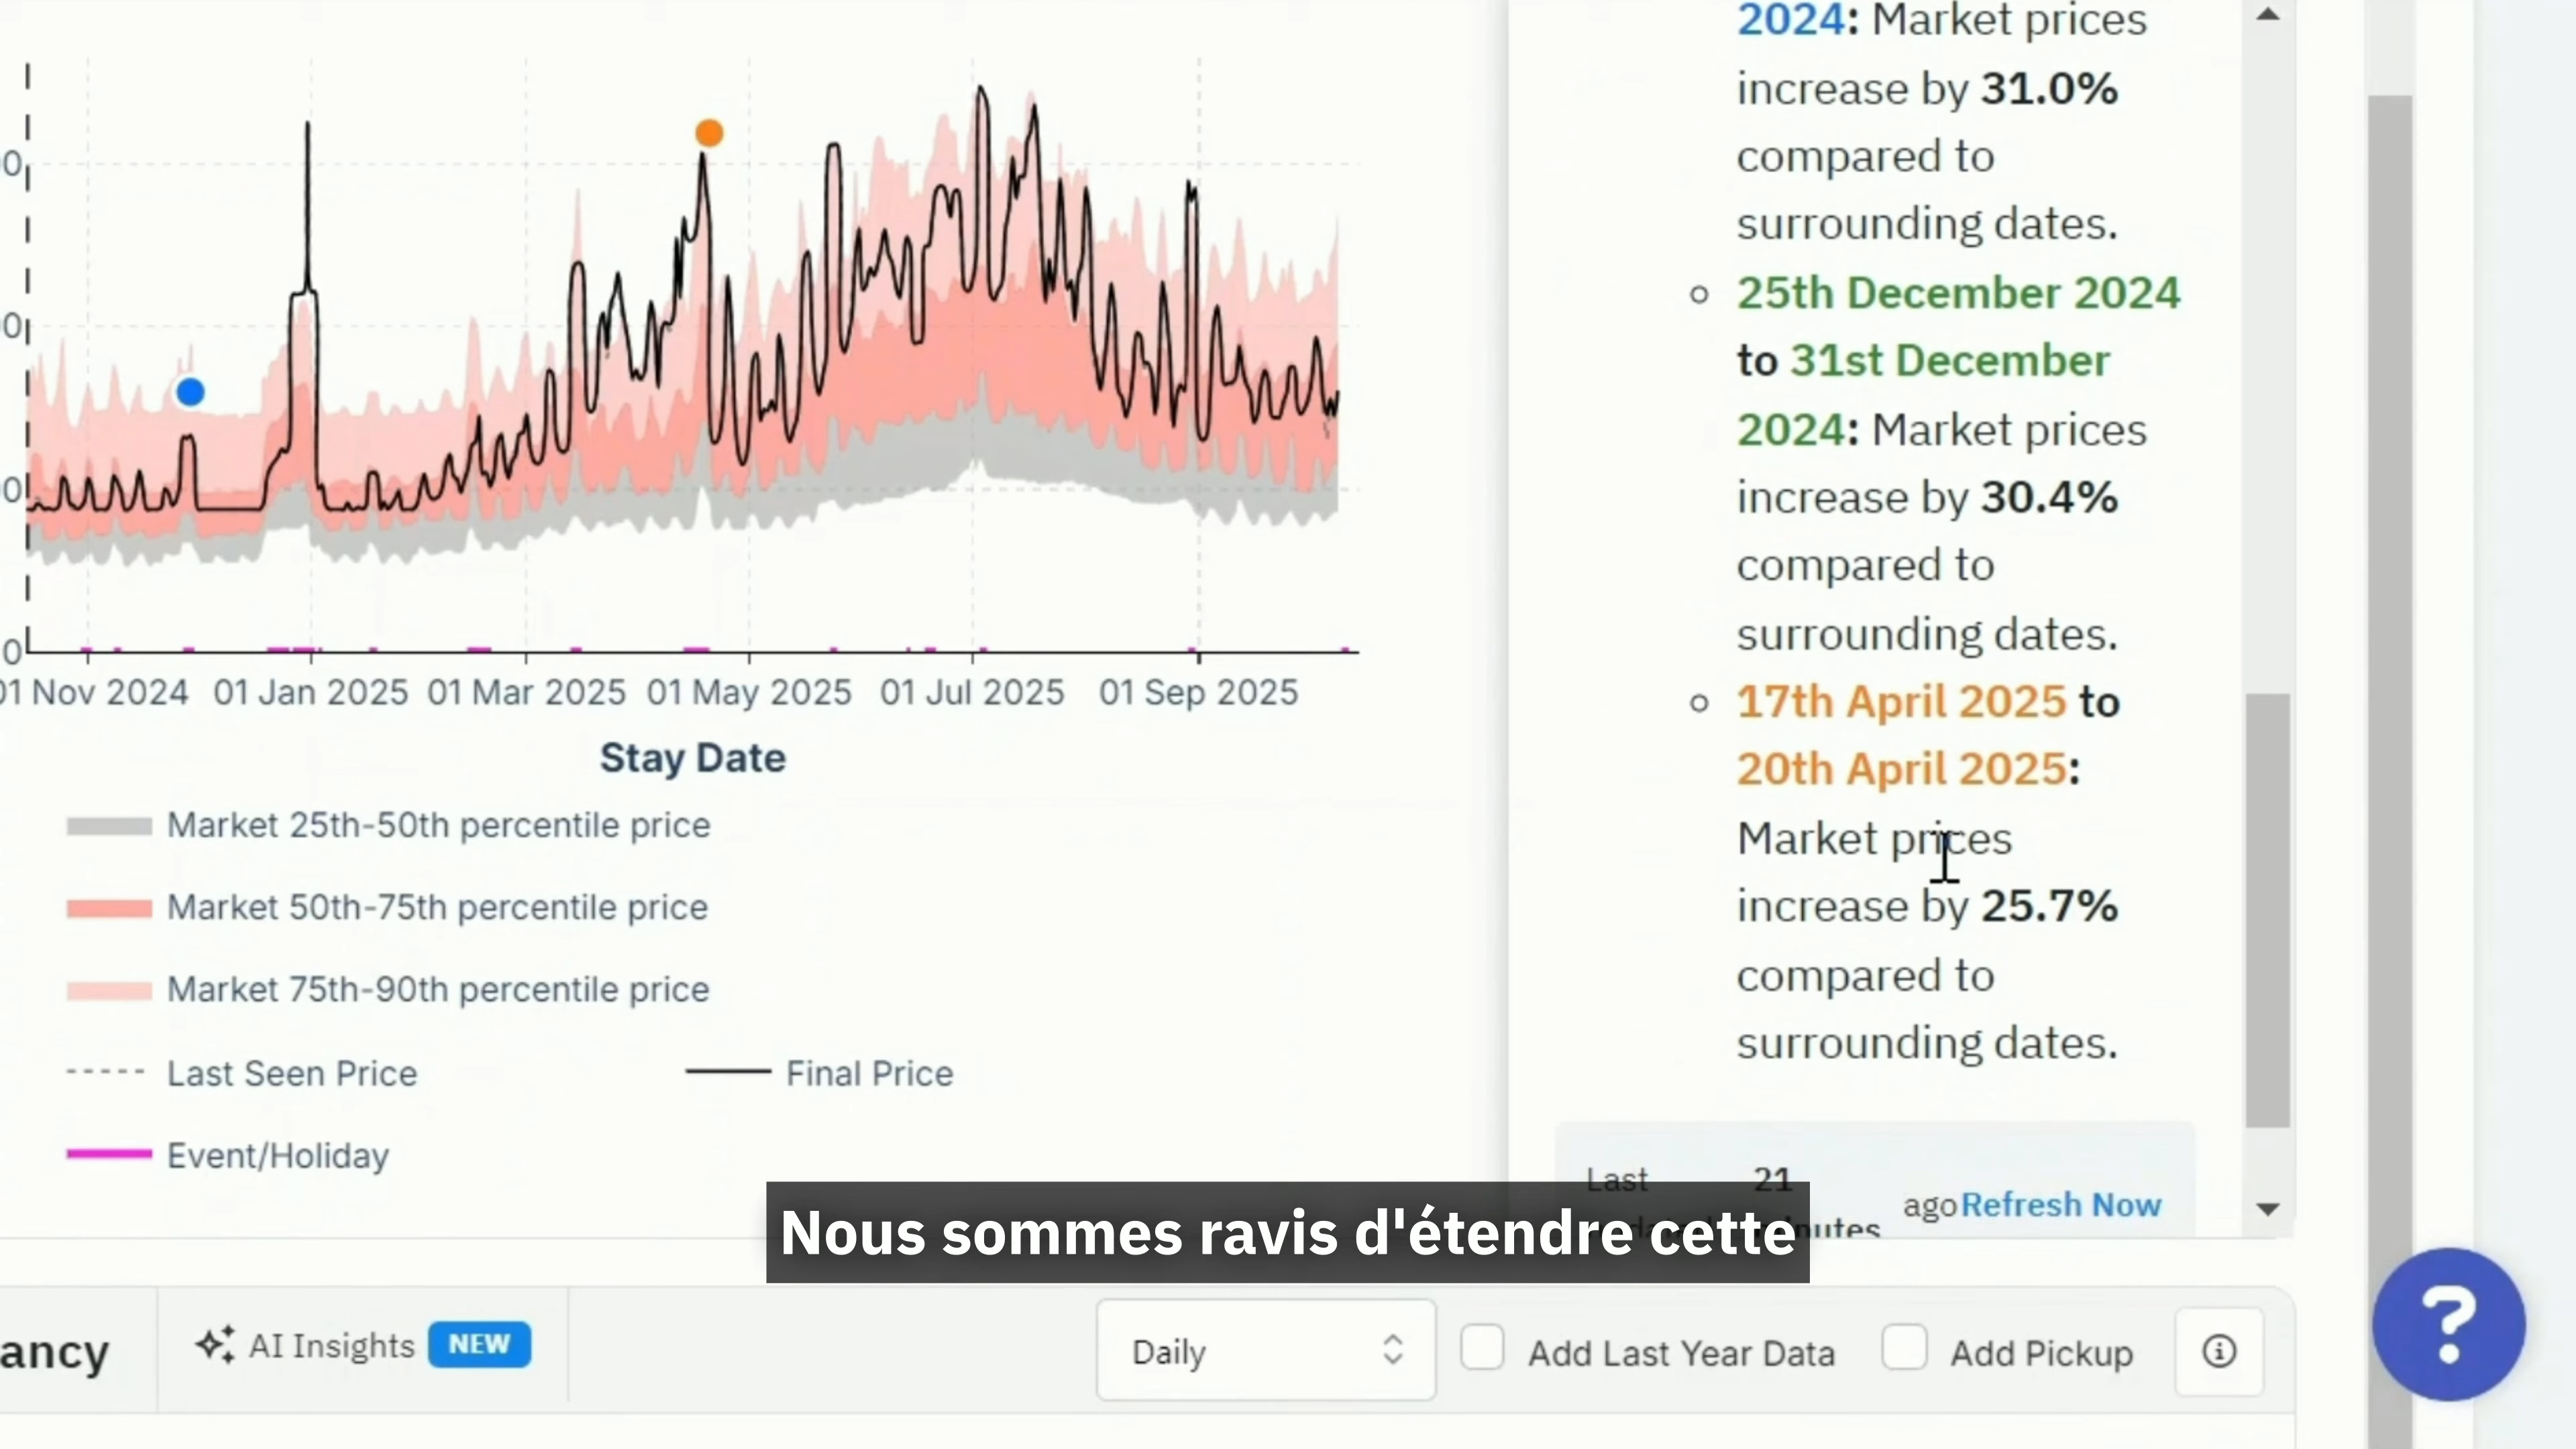 2024: Market prices
increase by 31.0%
compared to
surrounding dates.
25th December 2024
to 31st December
2024: Market prices
increase by 30.4%
compared to
surrounding dates.
17th April 2025 to
20th April 2025:
Market prices
increase by 25.7%
compared to
surrounding dates.
Last 21
ago Refresh Now
0
01 Nov 2024 01 Jan 2025 01 Mar 2025 01 May 2025 01 Jul 2025 01 Sep 2025
Stay Date
Market 25th-50th percentile price
Market 50th-75th percentile price
Market 75th-90th percentile price
Last Seen Price Final Price
Event/Holiday
Nous sommes ravis d'étendre cette
ancy AI Insights NEW Daily Add Last Year Data Add Pickup
?